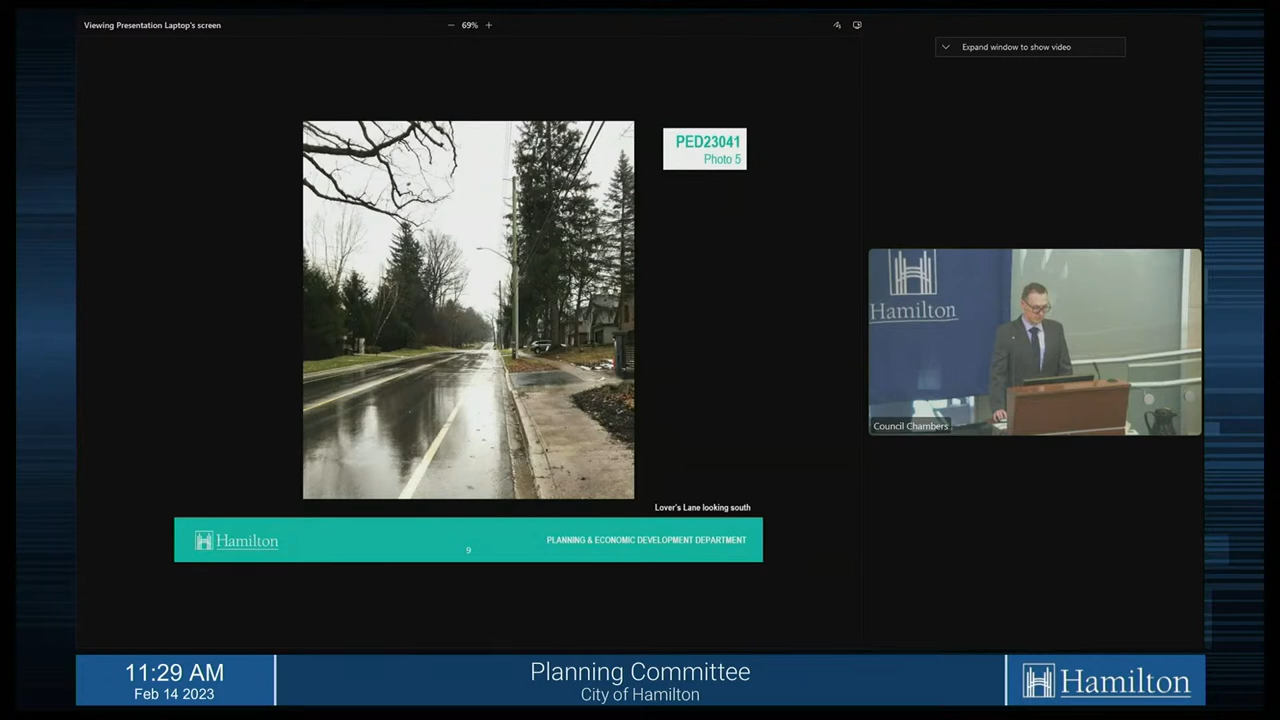 Viewing Presentation Laptop's screen
69%
Expand window to show video
PED23041
Photo 5
Hamilton
Council Chambers
Lover's Lane looking south
Hamilton
9
PLANNING & ECONOMIC DEVELOPMENT DEPARTMENT
11:29 AM
Feb 14 2023
Planning Committee
City of Hamilton
Hamilton